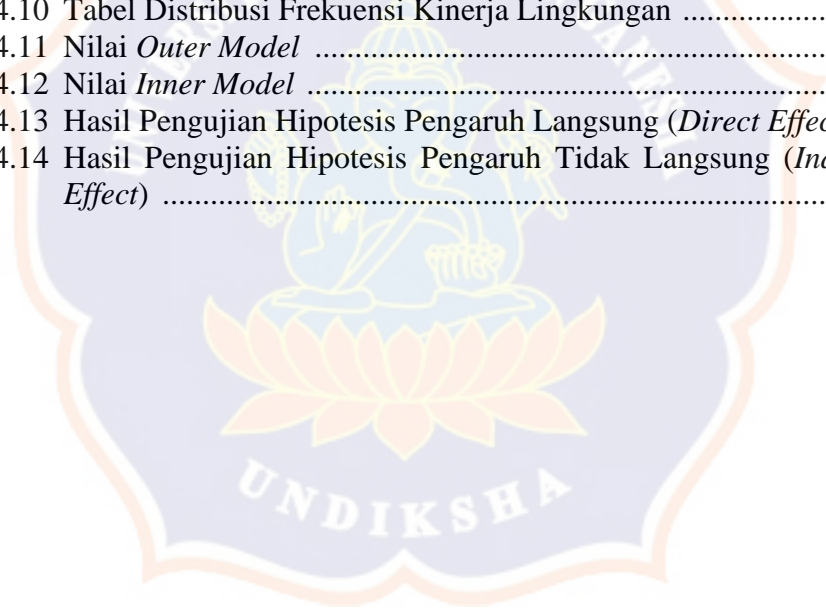 4.10 Tabel Distribusi Frekuensi Kinerja Lingkungan ....................
4.11 Nilai Outer Model ..........................................................................
4.12 Nilai Inner Model ...........................................................................
4.13 Hasil Pengujian Hipotesis Pengaruh Langsung (Direct Effec
4.14 Hasil Pengujian Hipotesis Pengaruh Tidak Langsung (In
Effect) ................................................................................................
UNDIKSHA